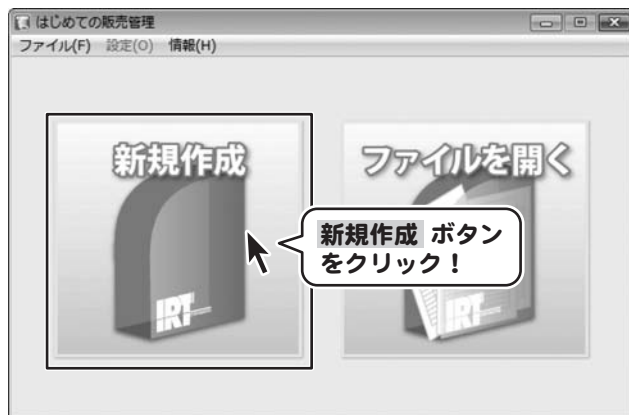 はじめての販売管理
ファイル(F) 設定(O) 情報(H)
新規作成
ファイルを開く
新規作成 ボタン
をクリック！
IRT
IRT